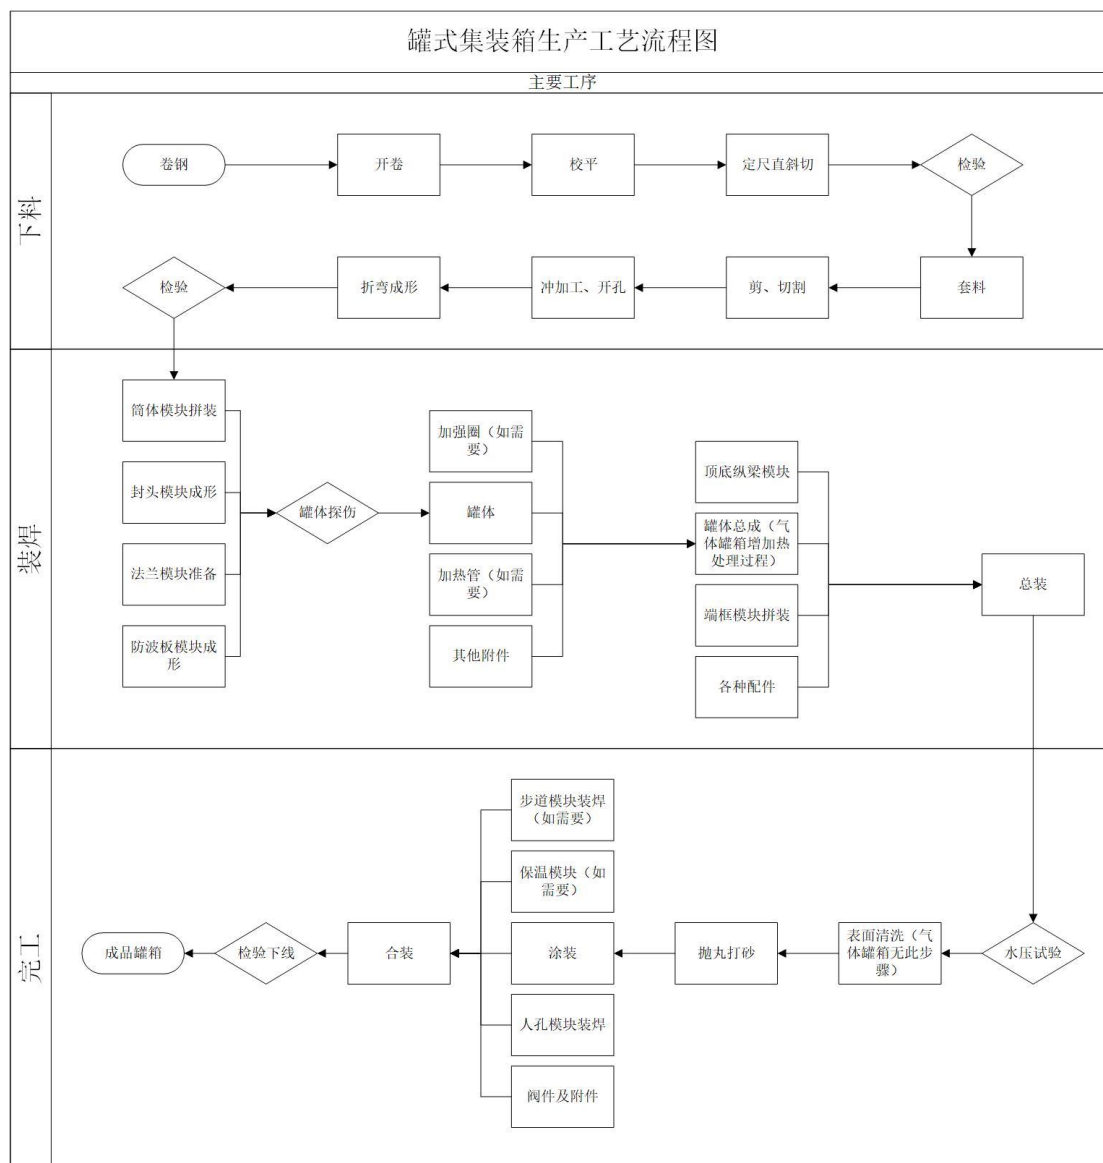 罐式集装箱生产工艺流程图
主要工序
下料
卷钢
开卷
校平
定尺直斜切
检验
检验
折弯成形
冲加工、开孔
剪、切割
套料
装焊
筒体模块拼装
封头模块成形
法兰模块准备
防波板模块成
形
罐体探伤
加强圈（如需
要）
罐体
加热管（如需
要）
其他附件
顶底纵梁模块
罐体总成（气
体罐箱增加热
处理过程）
端框模块拼装
各种配件
总装
完工
步道模块装焊
（如需要）
保温模块（如
需要）
成品罐箱
检验下线
合装
涂装
抛丸打砂
表面清洗（气
体罐箱无此步
骤）
水压试验
人孔模块装焊
阀件及附件